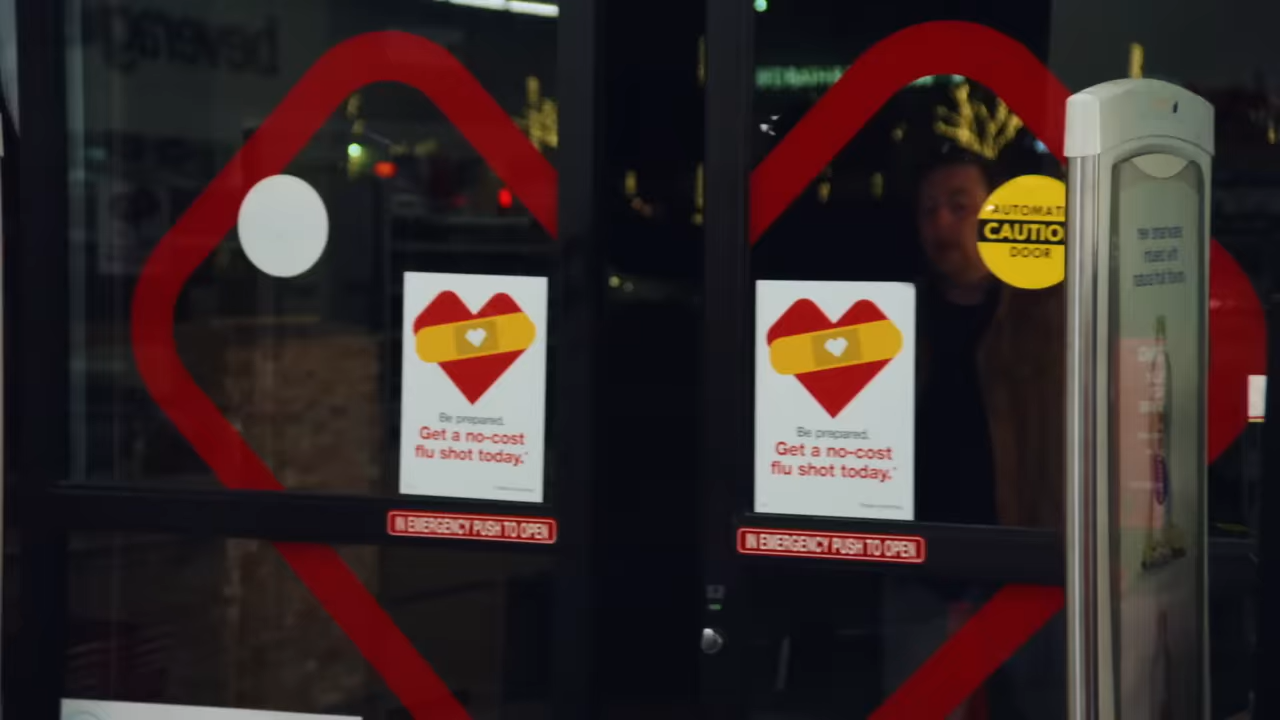 AUTOMATI
CAUTIO
DOOR
Be prepared.
Get a no-cost
flu shot today.*
Be prepared.
Get a no-cost
flu shot today.*
IN EMERGENCY PUSH TO OPEN
IN EMERGENCY PUSH TO OPEN